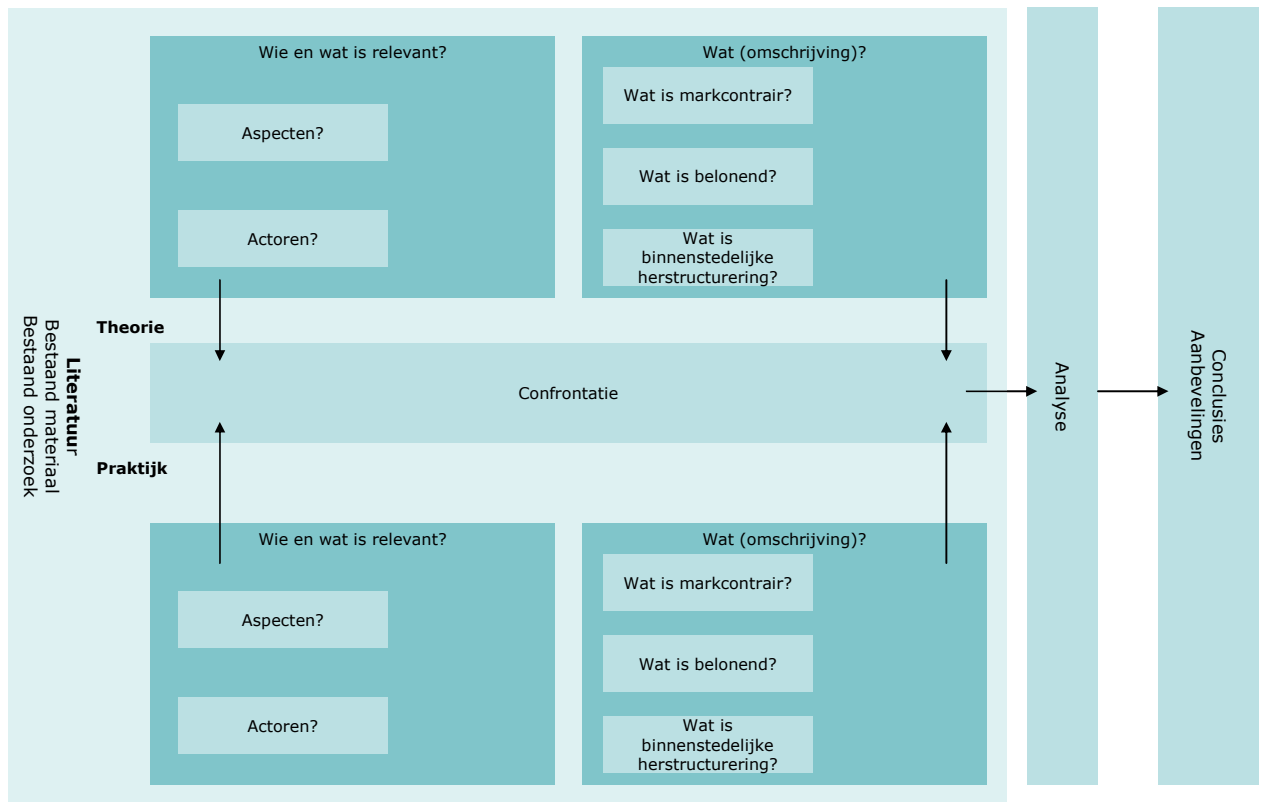 Wie en wat is relevant?
Aspecten?
Actoren?
Wat (omschrijving)?
Wat is markcontrair?
Wat is belonend?
Wat is
binnenstedelijke
herstructurering?
Theorie
Literatuur
Bestaand materiaal
Bestaand onderzoek
Confrontatie
Praktijk
Wie en wat is relevant?
Aspecten?
Actoren?
Wat (omschrijving)?
Wat is markcontrair?
Wat is belonend?
Wat is
binnenstedelijke
herstructurering?
Analyse
Conclusies
Aanbevelingen